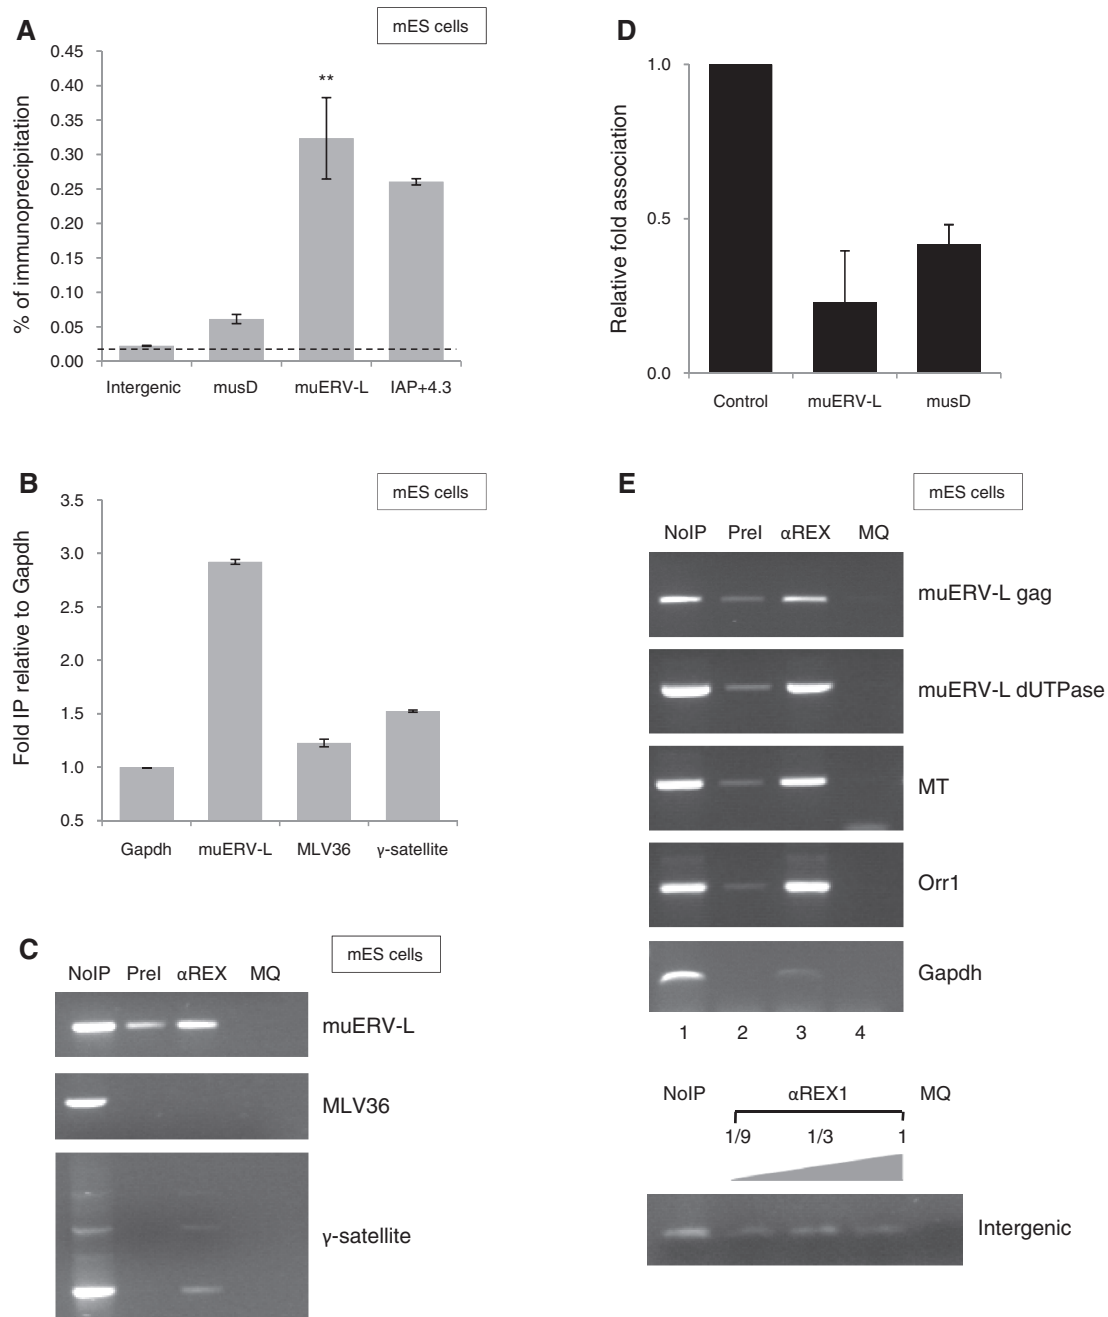 A
mES cells
% of immunoprecipitation
0.45
0.40
0.35
0.30
0.25
0.20
0.15
0.10
0.05
0.00
**
Intergenic musD muERV-L IAP+4.3
B
mES cells
Fold IP relative to Gapdh
3.5
3.0
2.5
2.0
1.5
1.0
0.5
Gapdh muERV-L MLV36 γ-satellite
C
mES cells
NoIP PreI αREX MQ
muERV-L
MLV36
γ-satellite
D
Relative fold association
1.0
0.5
0.0
Control muERV-L musD
E
mES cells
NoIP PreI αREX MQ
muERV-L gag
muERV-L dUTPase
MT
Orr1
Gapdh
1 2 3 4
NoIP αREX1 MQ
1/9 1/3 1
Intergenic